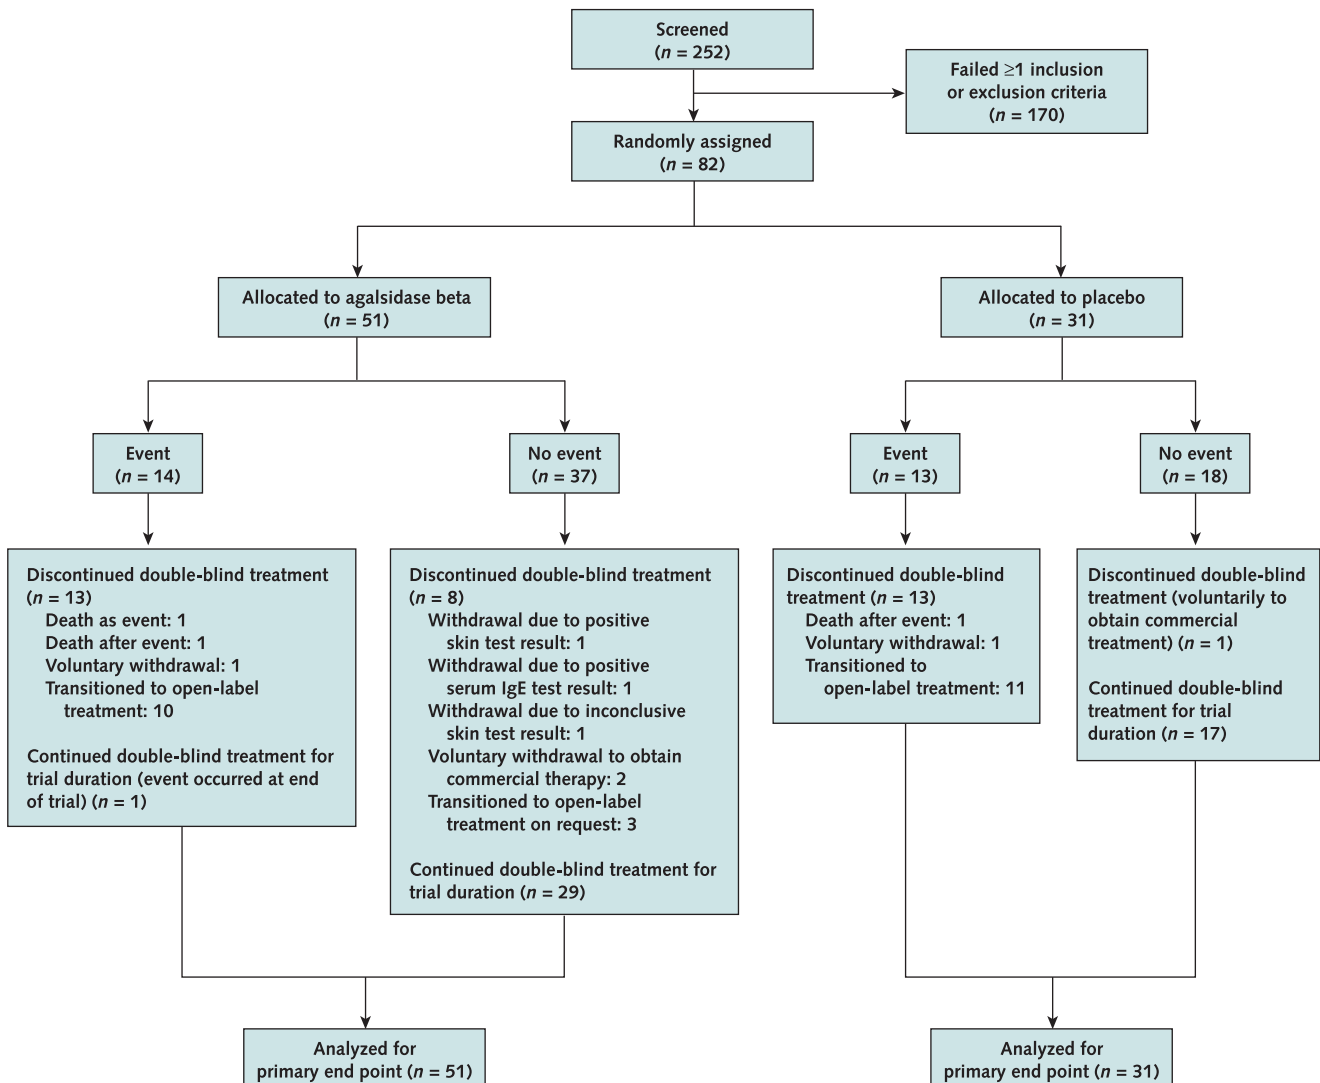 Screened
(n = 252)
Failed ≥1 inclusion
or exclusion criteria
(n = 170)
Randomly assigned
(n = 82)
Allocated to agalsidase beta
(n = 51)
Allocated to placebo
(n = 31)
Event
(n = 14)
No event
(n = 37)
Event
(n = 13)
No event
(n = 18)
Discontinued double-blind treatment
(n = 13)
Death as event: 1
Death after event: 1
Voluntary withdrawal: 1
Transitioned to open-label
treatment: 10
Continued double-blind treatment for
trial duration (event occurred at end
of trial) (n = 1)
Discontinued double-blind treatment
(n = 8)
Withdrawal due to positive
skin test result: 1
Withdrawal due to positive
serum IgE test result: 1
Withdrawal due to inconclusive
skin test result: 1
Voluntary withdrawal to obtain
commercial therapy: 2
Transitioned to open-label
treatment on request: 3
Continued double-blind treatment for
trial duration (n = 29)
Discontinued double-blind
treatment (n = 13)
Death after event: 1
Voluntary withdrawal: 1
Transitioned to
open-label treatment: 11
Discontinued double-blind
treatment (voluntarily to
obtain commercial
treatment) (n = 1)
Continued double-blind
treatment for trial
duration (n = 17)
Analyzed for
primary end point (n = 51)
Analyzed for
primary end point (n = 31)